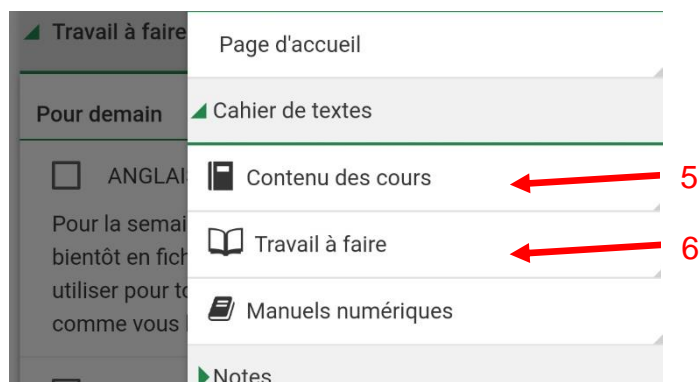 Travail à faire
Pour demain
ANGLAI
Pour la semai
bientôt en fich
utiliser pour to
comme vous
Page d'accueil
Cahier de textes
Contenu des cours
5
Travail à faire
6
Manuels numériques
Notes